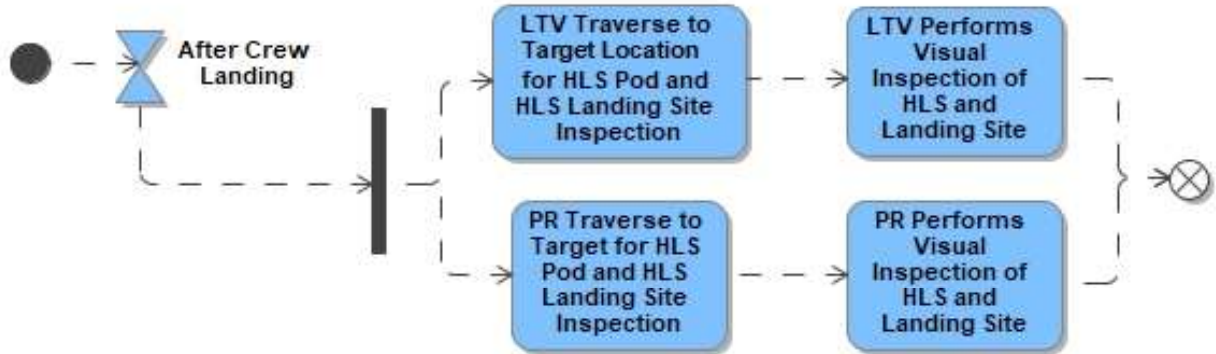 After Crew
Landing
LTV Traverse to
Target Location
for HLS Pod and
HLS Landing Site
Inspection
LTV Performs
Visual
Inspection of
HLS and
Landing Site
PR Traverse to
Target for HLS
Pod and HLS
Landing Site
Inspection
PR Performs
Visual
Inspection of
HLS and
Landing Site